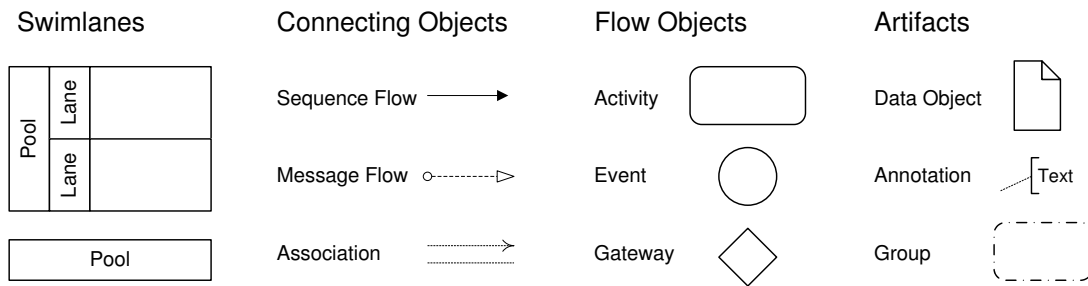 Swimlanes
Pool
Lane
Lane
Pool
Connecting Objects
Sequence Flow
Message Flow
Association
Flow Objects
Activity
Event
Gateway
Artifacts
Data Object
Annotation
Text
Group